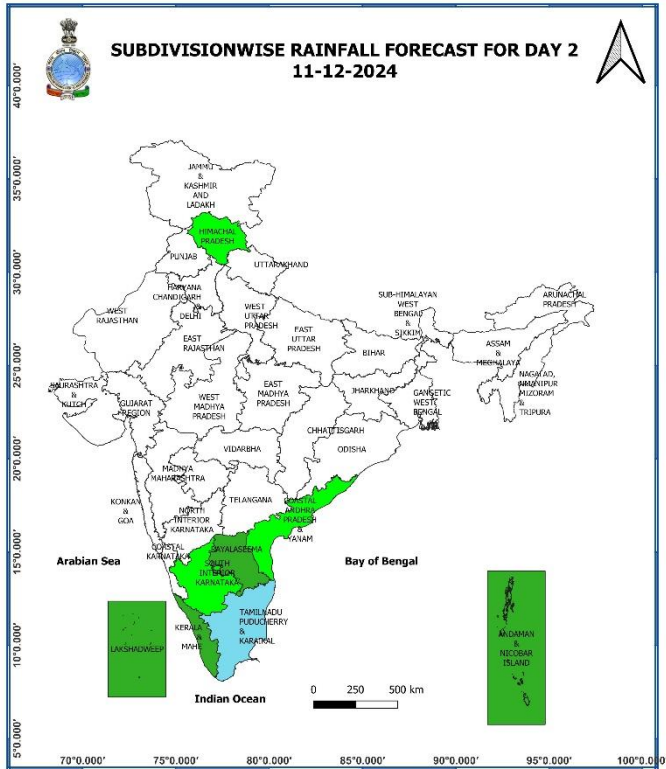 SUBDIVISIONWISE RAINFALL FORECAST FOR DAY 2
11-12-2024
40°0.000'
35°0.000'
30°0.000'
25°0.000'
20°0.000'
15°0.000'
10°0.000'
5°0.000'
JAMMU
&
KASHMIR
AND
LADAKH
HIMACHAL
PRADESH
PUNJAB
UTTARAKHAND
HARYANA
CHANDIGARH
&
DELHI
WEST
RAJASTHAN
WEST
UTTAR
PRADESH
SUB-HIMALAYAN
WEST
BENGAL
&
SIKKIM
ARUNACHAL
PRADESH
EAST
RAJASTHAN
EAST
UTTAR
PRADESH
BIHAR
ASSAM
&
MEGHALAYA
NAGALAD,
MANIPUR
MIZORAM
&
TRIPURA
SAURASHTRA
&
KUTCH
GUJARAT
REGION
WEST
MADHYA
PRADESH
EAST
MADHYA
PRADESH
JHARKHAND
GANGETIC
WEST
BENGAL
CHHATTISGARH
ODISHA
VIDARBHA
MADHYA
MAHARASHTRA
KONKAN
&
GOA
NORTH
INTERIOR
KARNATAKA
TELANGANA
COASTAL
ANDHRA
PRADESH
&
YANAM
COASTAL
KARNATAKA
RAYALASEEMA
SOUTH
INTERIOR
KARNATAKA
Arabian Sea
Bay of Bengal
TAMILNADU
PUDUCHERRY
&
KARAIKAL
KERALA
&
MAHE
LAKSHADWEEP
ANDAMAN
&
NICOBAR
ISLAND
Indian Ocean
0 250 500 km
70°0.000' 75°0.000' 80°0.000' 85°0.000' 90°0.000' 95°0.000' 100°0.000'